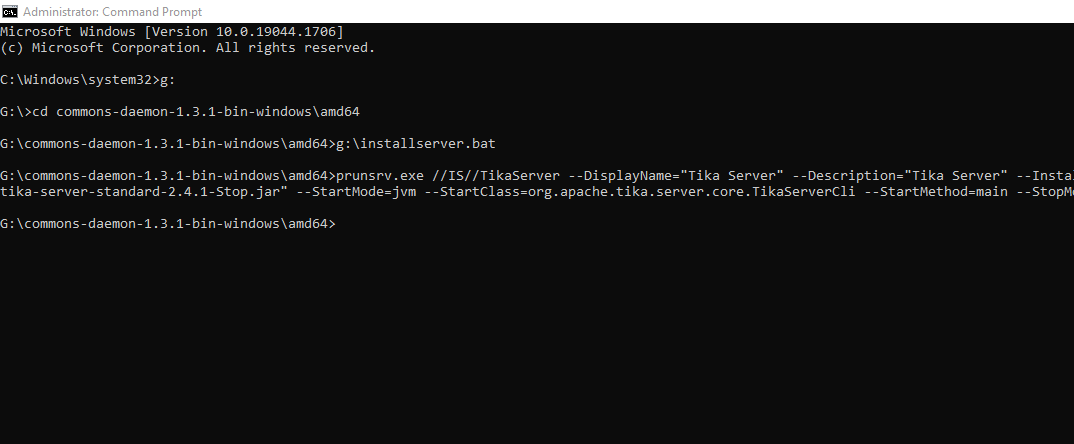 Administrator: Command Prompt
Microsoft Windows [Version 10.0.19044.1706]
(c) Microsoft Corporation. All rights reserved.
C:\Windows\system32>g:
G:\>cd commons-daemon-1.3.1-bin-windows\amd64
G:\commons-daemon-1.3.1-bin-windows\amd64>g:\installserver.bat
G:\commons-daemon-1.3.1-bin-windows\amd64>prunsrv.exe //IS//TikaServer --DisplayName="Tika Server" --Description="Tika Server" --Instal
tika-server-standard-2.4.1-Stop.jar" --StartMode=jvm --StartClass=org.apache.tika.server.core.TikaServerCli --StartMethod=main --StopM
G:\commons-daemon-1.3.1-bin-windows\amd64>